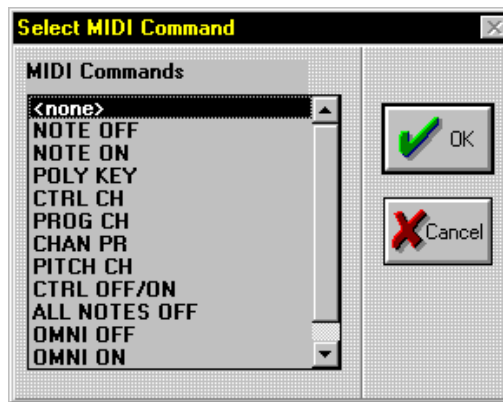 Select MIDI Command
MIDI Commands
<none>
NOTE OFF
NOTE ON
POLY KEY
CTRL CH
PROG CH
CHAN PR
PITCH CH
CTRL OFF/ON
ALL NOTES OFF
OMNI OFF
OMNI ON
OK
Cancel